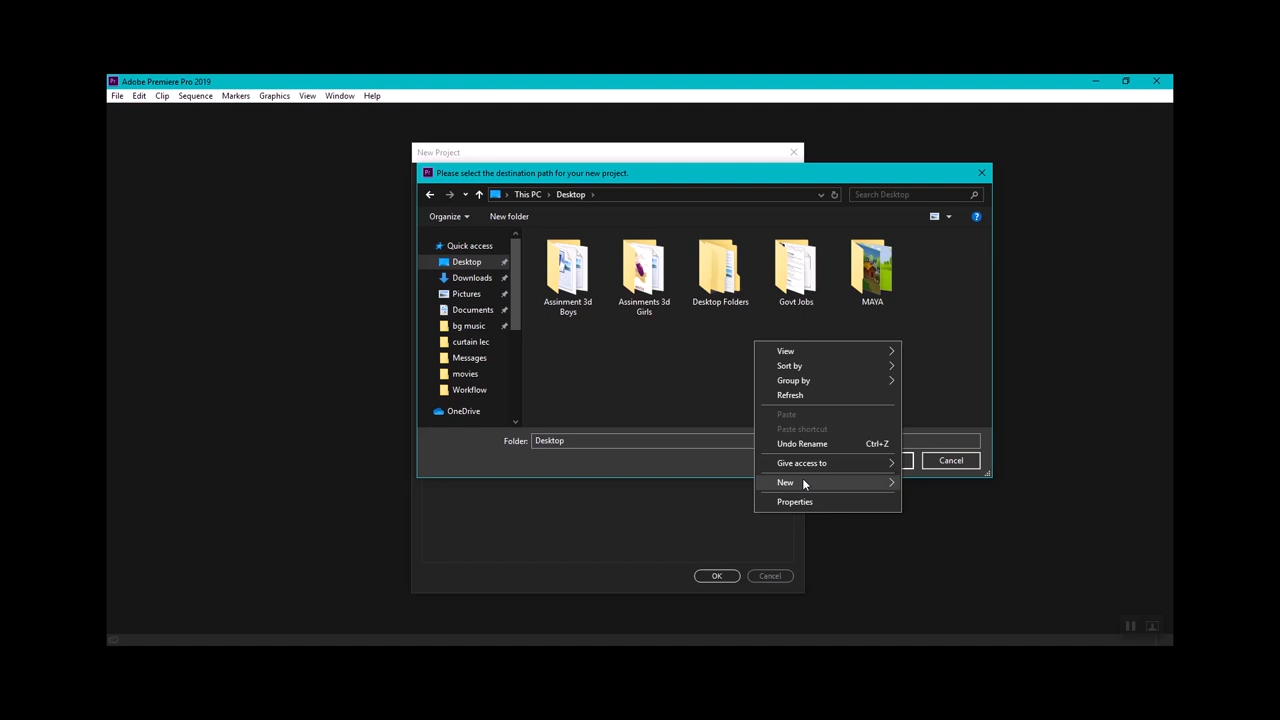 Adobe Premiere Pro 2019
File Edit Clip Sequence Markers Graphics View Window Help
New Project
Please select the destination path for your new project.
This PC Desktop
Search Desktop
Organize New folder
Quick access
Desktop
Downloads
Pictures
Documents
bg music
curtain lec
Messages
movies
Workflow
OneDrive
Assinment 3d
Boys
Assinments 3d
Girls
Desktop Folders
Govt Jobs
MAYA
View
Sort by
Group by
Refresh
Paste
Paste shortcut
Undo Rename Ctrl+Z
Give access to
New
Properties
Folder: Desktop
Cancel
OK Cancel